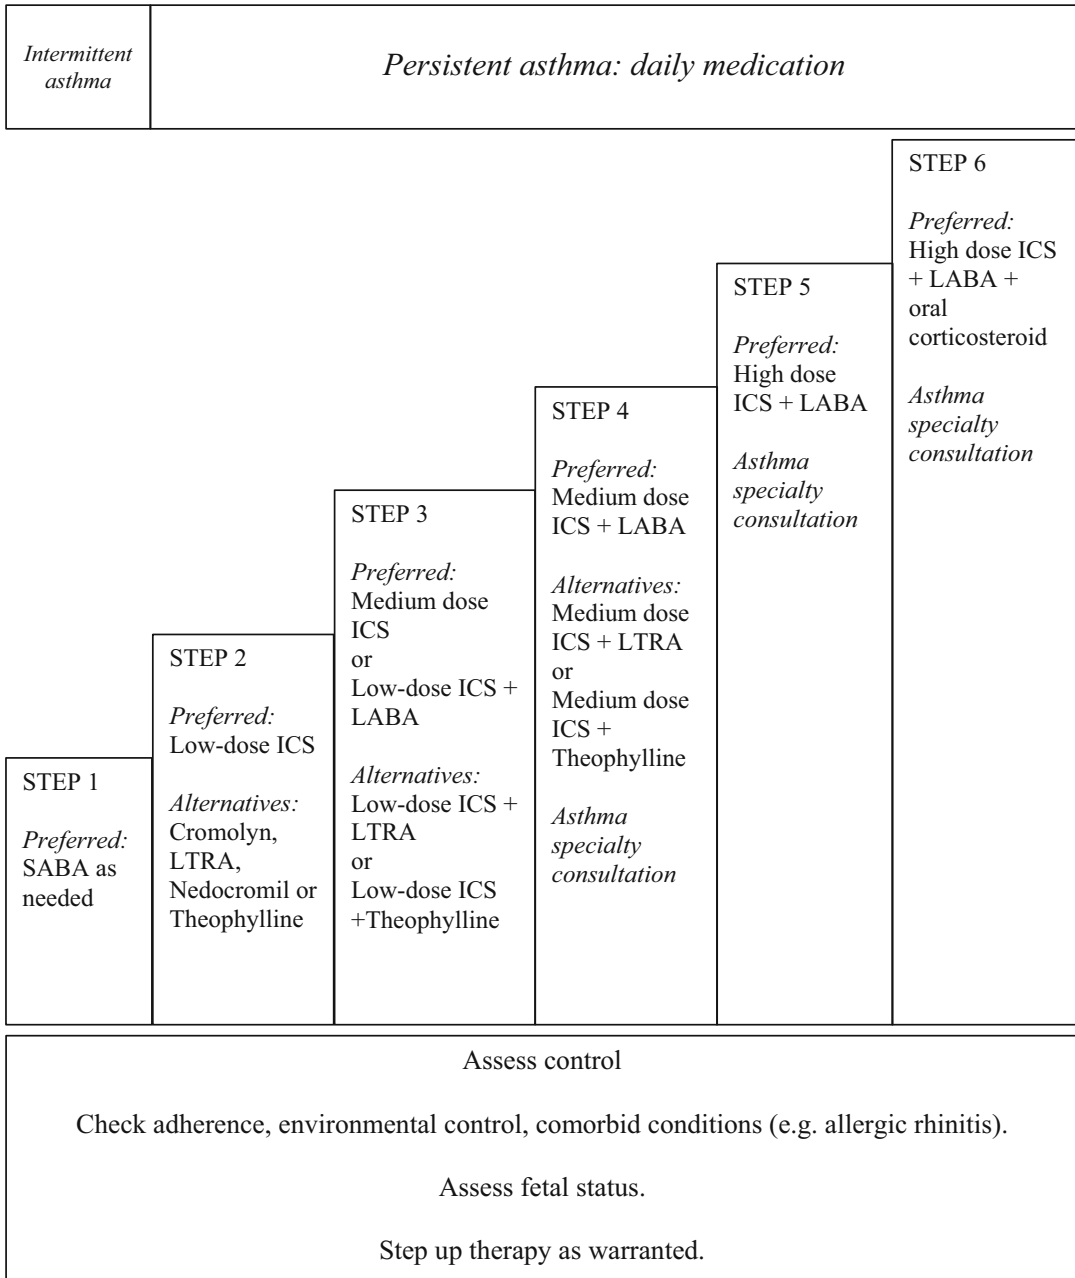 Intermittent
asthma
Persistent asthma: daily medication
STEP 1
Preferred:
SABA as
needed
STEP 2
Preferred:
Low-dose ICS
Alternatives:
Cromolyn,
LTRA,
Nedocromil or
Theophylline
STEP 3
Preferred:
Medium dose
ICS
or
Low-dose ICS +
LABA
Alternatives:
Low-dose ICS +
LTRA
or
Low-dose ICS
+Theophylline
STEP 4
Preferred:
Medium dose
ICS + LABA
Alternatives:
Medium dose
ICS + LTRA
or
Medium dose
ICS +
Theophylline
Asthma
specialty
consultation
STEP 5
Preferred:
High dose
ICS + LABA
Asthma
specialty
consultation
STEP 6
Preferred:
High dose ICS
+ LABA +
oral
corticosteroid
Asthma
specialty
consultation
Assess control
Check adherence, environmental control, comorbid conditions (e.g. allergic rhinitis).
Assess fetal status.
Step up therapy as warranted.